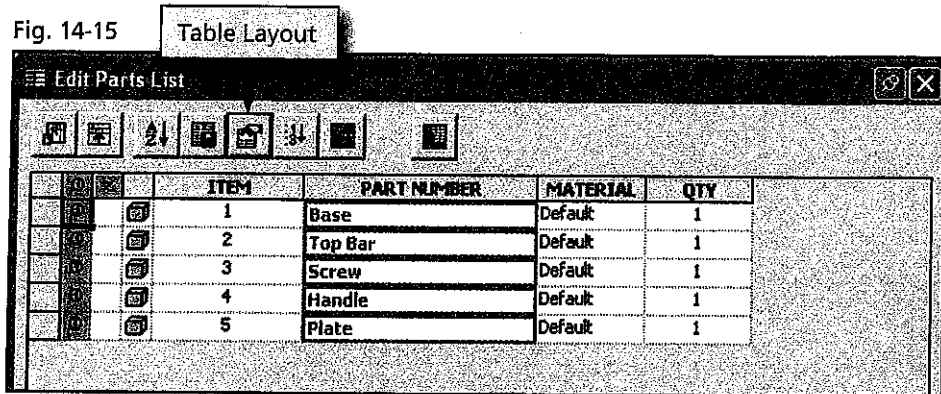 Fig. 14-15
Table Layout
Edit Parts List
ITEM PART NUMBER MATERIAL QTY
1 Base Default 1
2 Top Bar Default 1
3 Screw Default 1
4 Handle Default 1
5 Plate Default 1